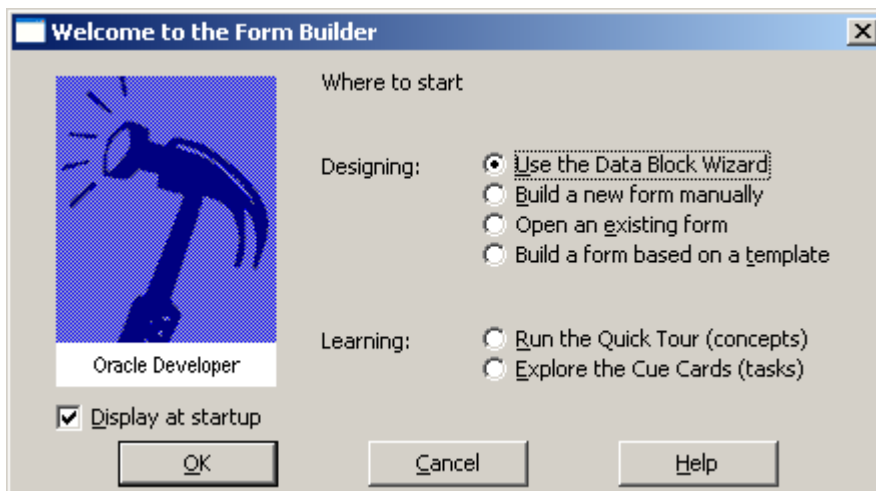 Welcome to the Form Builder
Where to start
Designing:
Use the Data Block Wizard
Build a new form manually
Open an existing form
Build a form based on a template
Learning:
Run the Quick Tour (concepts)
Explore the Cue Cards (tasks)
Oracle Developer
Display at startup
OK Cancel Help